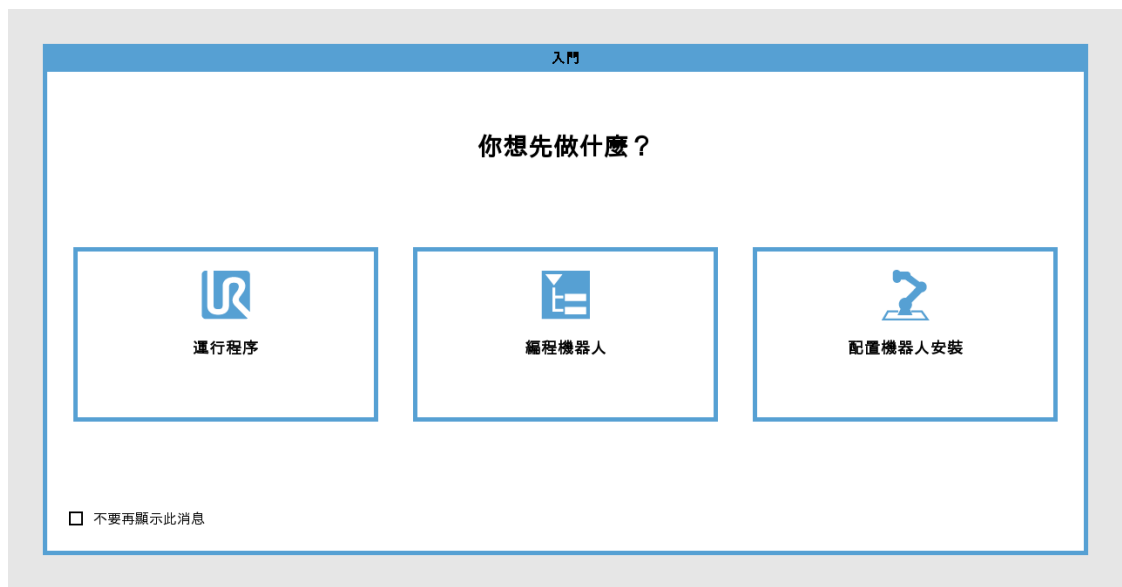 入門
你想先做什麼？
UR
運行程序
編程機器人
配置機器人安裝
不要再顯示此消息